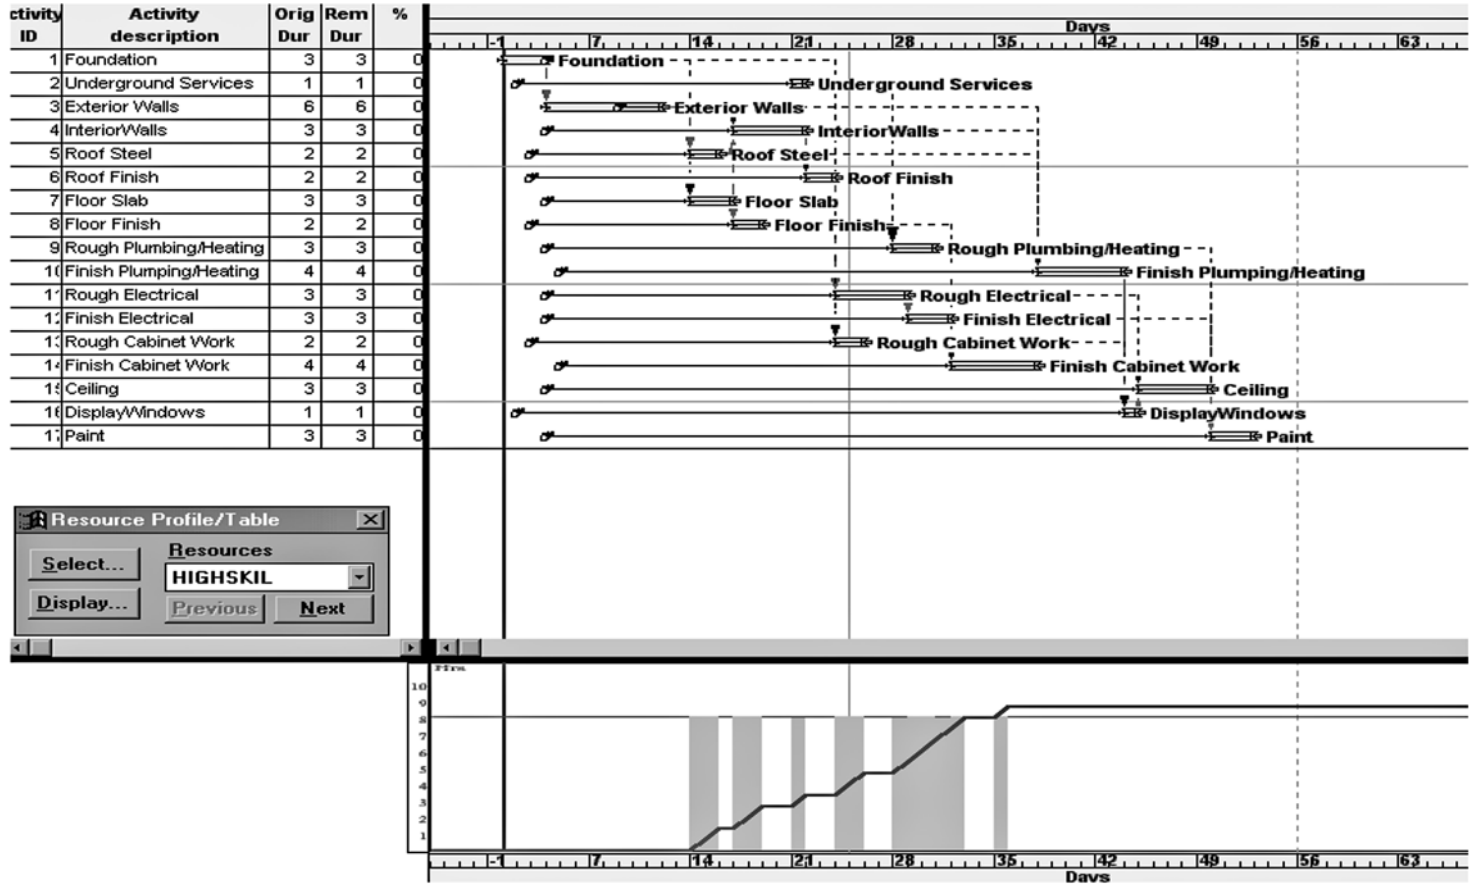 ctivity Activity Orig Rem %
ID description Dur Dur
Days
-1 7 14 21 28 35 42 49 56 63
1 Foundation 3 3 0 Foundation
2 Underground Services 1 1 0 Underground Services
3 Exterior Walls 6 6 0 Exterior Walls
4 InteriorWalls 3 3 0 InteriorWalls
5 Roof Steel 2 2 0 Roof Steel
6 Roof Finish 2 2 0 Roof Finish
7 Floor Slab 3 3 0 Floor Slab
8 Floor Finish 2 2 0 Floor Finish
9 Rough Plumbing/Heating 3 3 0 Rough Plumbing/Heating
10 Finish Plumping/Heating 4 4 0 Finish Plumping/Heating
11 Rough Electrical 3 3 0 Rough Electrical
12 Finish Electrical 3 3 0 Finish Electrical
13 Rough Cabinet Work 2 2 0 Rough Cabinet Work
14 Finish Cabinet Work 4 4 0 Finish Cabinet Work
15 Ceiling 3 3 0 Ceiling
16 DisplayWindows 1 1 0 DisplayWindows
17 Paint 3 3 0 Paint
Resource Profile/Table
Select...
Resources
HIGHSKIL
Display...
Previous Next
Hrs
10
9
8
7
6
5
4
3
2
1
-1 7 14 21 28 35 42 49 56 63
Days